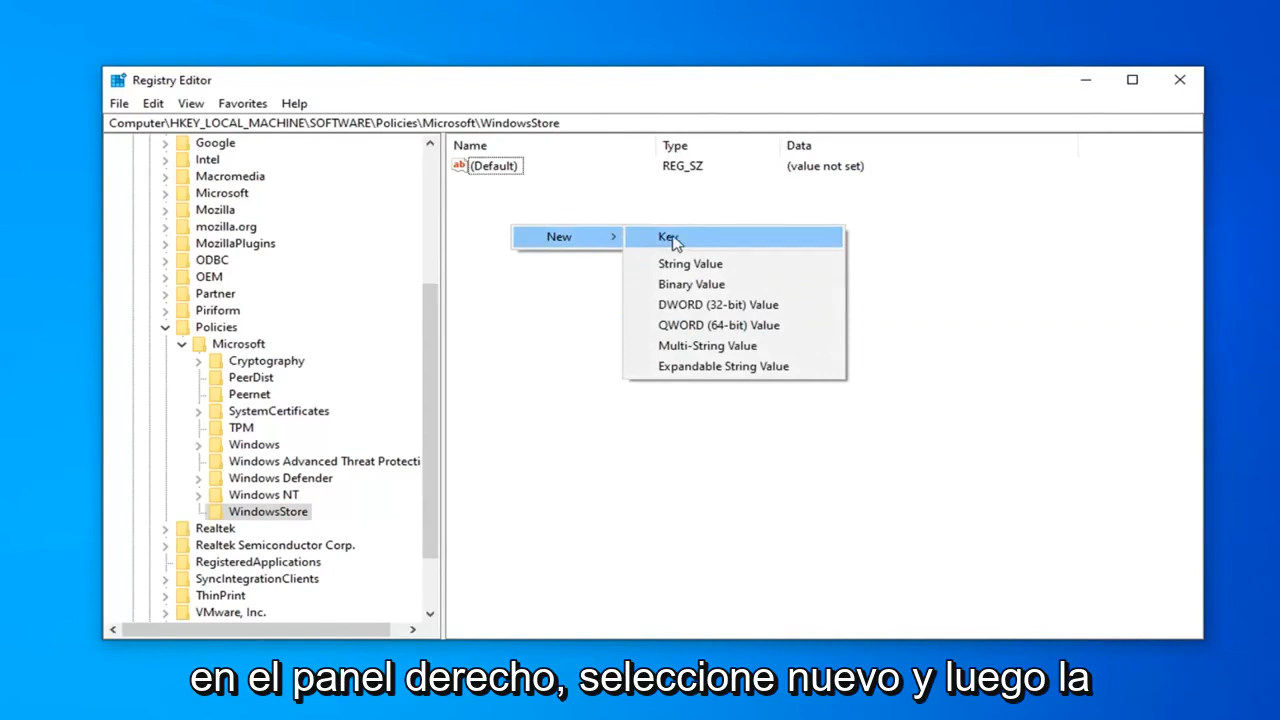 Registry Editor
File Edit View Favorites Help
Computer\HKEY_LOCAL_MACHINE\SOFTWARE\Policies\Microsoft\WindowsStore
Google
Intel
Macromedia
Microsoft
Mozilla
mozilla.org
MozillaPlugins
ODBC
OEM
Partner
Piriform
Policies
Microsoft
Cryptography
PeerDist
Peernet
SystemCertificates
TPM
Windows
Windows Advanced Threat Protecti
Windows Defender
Windows NT
WindowsStore
Realtek
Realtek Semiconductor Corp.
RegisteredApplications
SyncIntegrationClients
ThinPrint
VMware, Inc.
Name Type Data
ab (Default) REG_SZ (value not set)
New
Key
String Value
Binary Value
DWORD (32-bit) Value
QWORD (64-bit) Value
Multi-String Value
Expandable String Value
en el panel derecho, seleccione nuevo y luego la